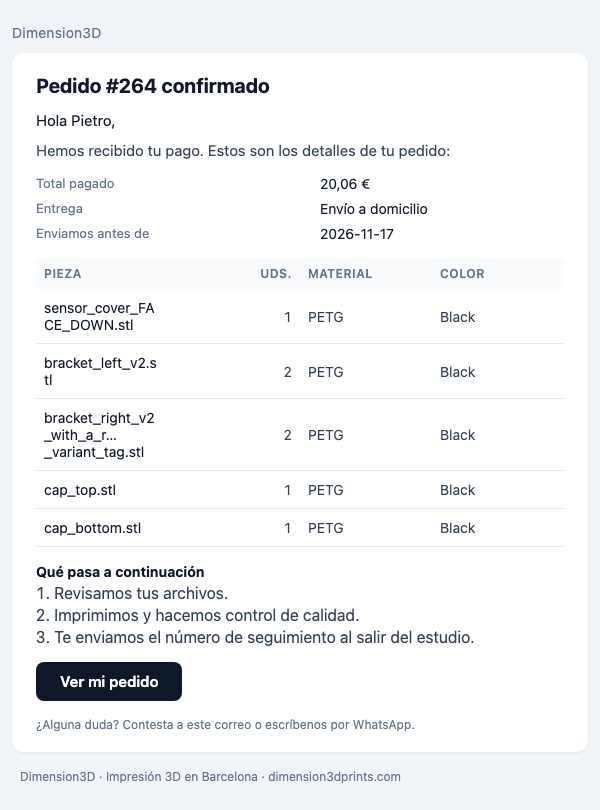 Dimension3D
Pedido #264 confirmado
Hola Pietro,
Hemos recibido tu pago. Estos son los detalles de tu pedido:
Total pagado 20,06 €
Entrega Envío a domicilio
Enviamos antes de 2026-11-17
PIEZA UDS. MATERIAL COLOR
sensor_cover_FA
CE_DOWN.stl 1 PETG Black
bracket_left_v2.s
tl 2 PETG Black
bracket_right_v2
_with_a_r... 2 PETG Black
_variant_tag.stl
cap_top.stl 1 PETG Black
cap_bottom.stl 1 PETG Black
Qué pasa a continuación
1. Revisamos tus archivos.
2. Imprimimos y hacemos control de calidad.
3. Te enviamos el número de seguimiento al salir del estudio.
Ver mi pedido
¿Alguna duda? Contesta a este correo o escríbenos por WhatsApp.
Dimension3D · Impresión 3D en Barcelona · dimension3dprints.com